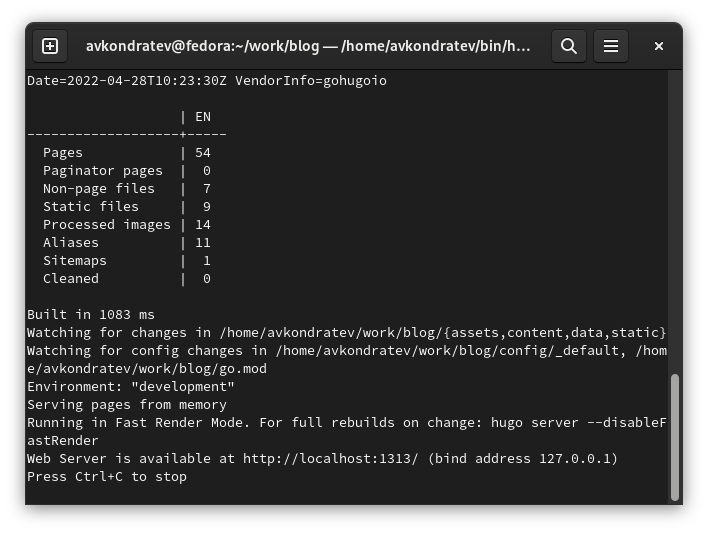 avkondratev@fedora:~/work/blog — /home/avkondratev/bin/h...
Date=2022-04-28T10:23:30Z VendorInfo=gohugoio
                   | EN
-------------------+-----
  Pages            | 54
  Paginator pages  |  0
  Non-page files   |  7
  Static files     |  9
  Processed images | 14
  Aliases          | 11
  Sitemaps         |  1
  Cleaned          |  0
Built in 1083 ms
Watching for changes in /home/avkondratev/work/blog/{assets,content,data,static}
Watching for config changes in /home/avkondratev/work/blog/config/_default, /hom
e/avkondratev/work/blog/go.mod
Environment: "development"
Serving pages from memory
Running in Fast Render Mode. For full rebuilds on change: hugo server --disableF
astRender
Web Server is available at http://localhost:1313/ (bind address 127.0.0.1)
Press Ctrl+C to stop